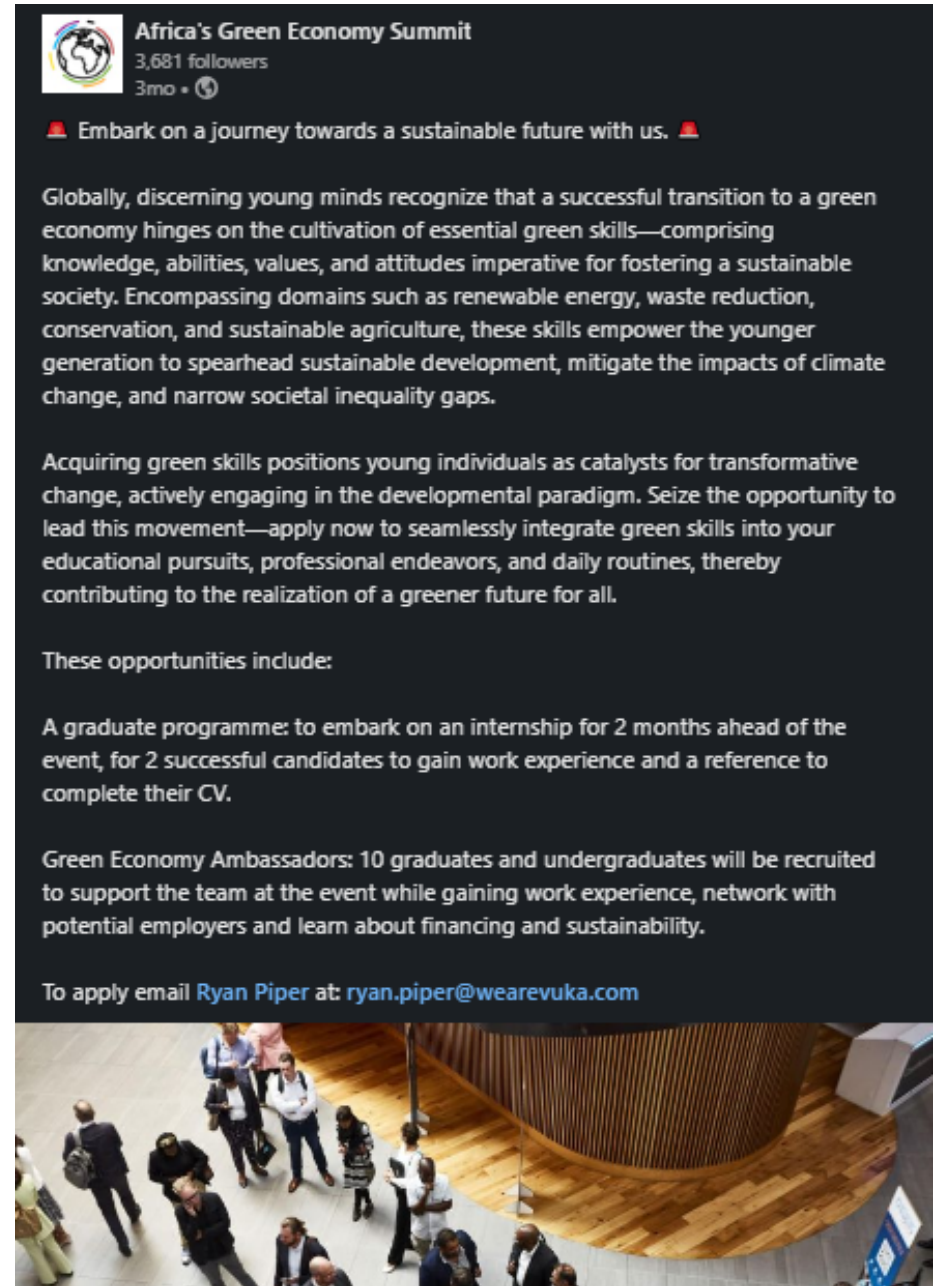 Africa's Green Economy Summit
3,681 followers
3mo •
🚨 Embark on a journey towards a sustainable future with us. 🚨
Globally, discerning young minds recognize that a successful transition to a green
economy hinges on the cultivation of essential green skills—comprising
knowledge, abilities, values, and attitudes imperative for fostering a sustainable
society. Encompassing domains such as renewable energy, waste reduction,
conservation, and sustainable agriculture, these skills empower the younger
generation to spearhead sustainable development, mitigate the impacts of climate
change, and narrow societal inequality gaps.
Acquiring green skills positions young individuals as catalysts for transformative
change, actively engaging in the developmental paradigm. Seize the opportunity to
lead this movement—apply now to seamlessly integrate green skills into your
educational pursuits, professional endeavors, and daily routines, thereby
contributing to the realization of a greener future for all.
These opportunities include:
A graduate programme: to embark on an internship for 2 months ahead of the
event, for 2 successful candidates to gain work experience and a reference to
complete their CV.
Green Economy Ambassadors: 10 graduates and undergraduates will be recruited
to support the team at the event while gaining work experience, network with
potential employers and learn about financing and sustainability.
To apply email Ryan Piper at: ryan.piper@wearevuka.com